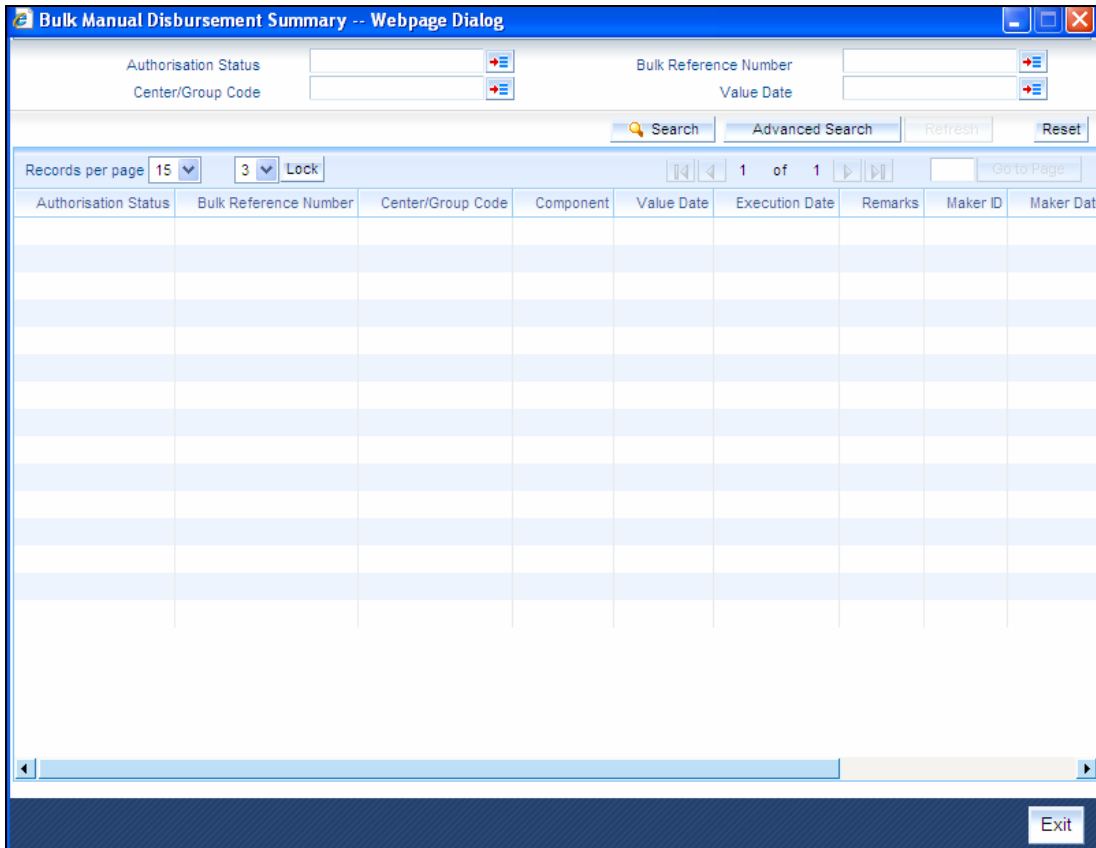 Bulk Manual Disbursement Summary -- Webpage Dialog
Authorisation Status Bulk Reference Number
Center/Group Code Value Date
Search Advanced Search Refresh Reset
Records per page 15 3 Lock 1 of 1 Go to Page
Authorisation Status Bulk Reference Number Center/Group Code Component Value Date Execution Date Remarks Maker ID Maker Dat
Exit